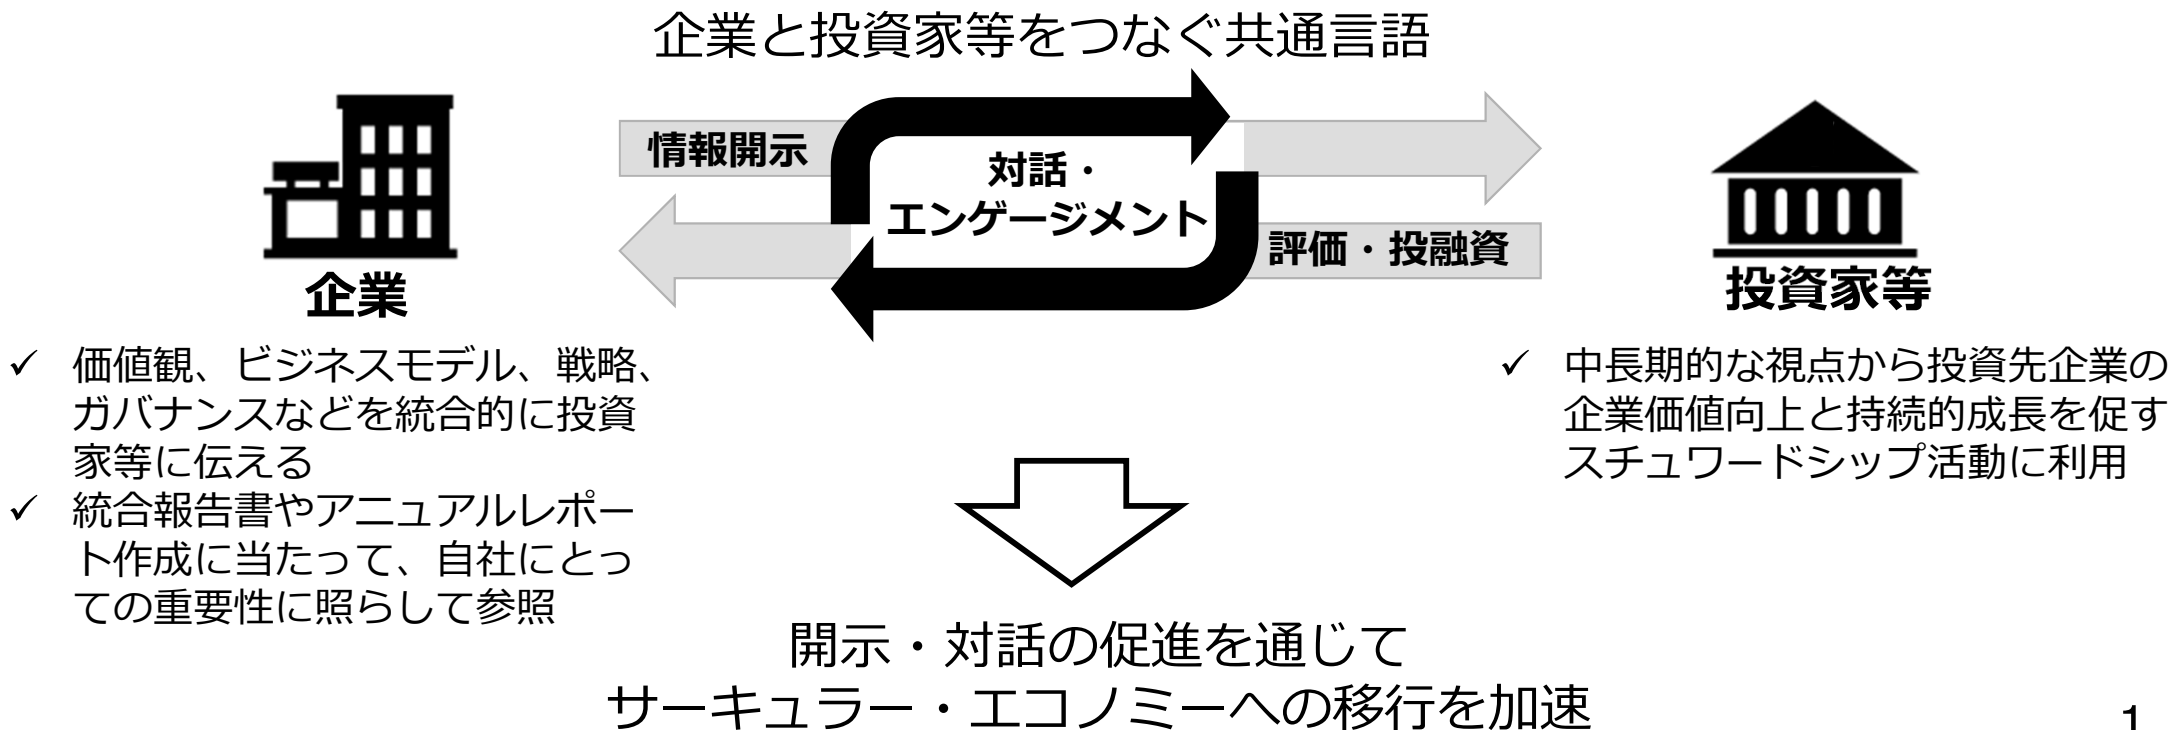 企業と投資家等をつなぐ共通言語
情報開示
対話・
エンゲージメント
評価・投融資
企業
投資家等
✓ 価値観、ビジネスモデル、戦略、
ガバナンスなどを統合的に投資
家等に伝える
✓ 統合報告書やアニュアルレポー
ト作成に当たって、自社にとっ
ての重要性に照らして参照
✓ 中長期的な視点から投資先企業の
企業価値向上と持続的成長を促す
スチュワードシップ活動に利用
開示・対話の促進を通じて
サーキュラー・エコノミーへの移行を加速
1